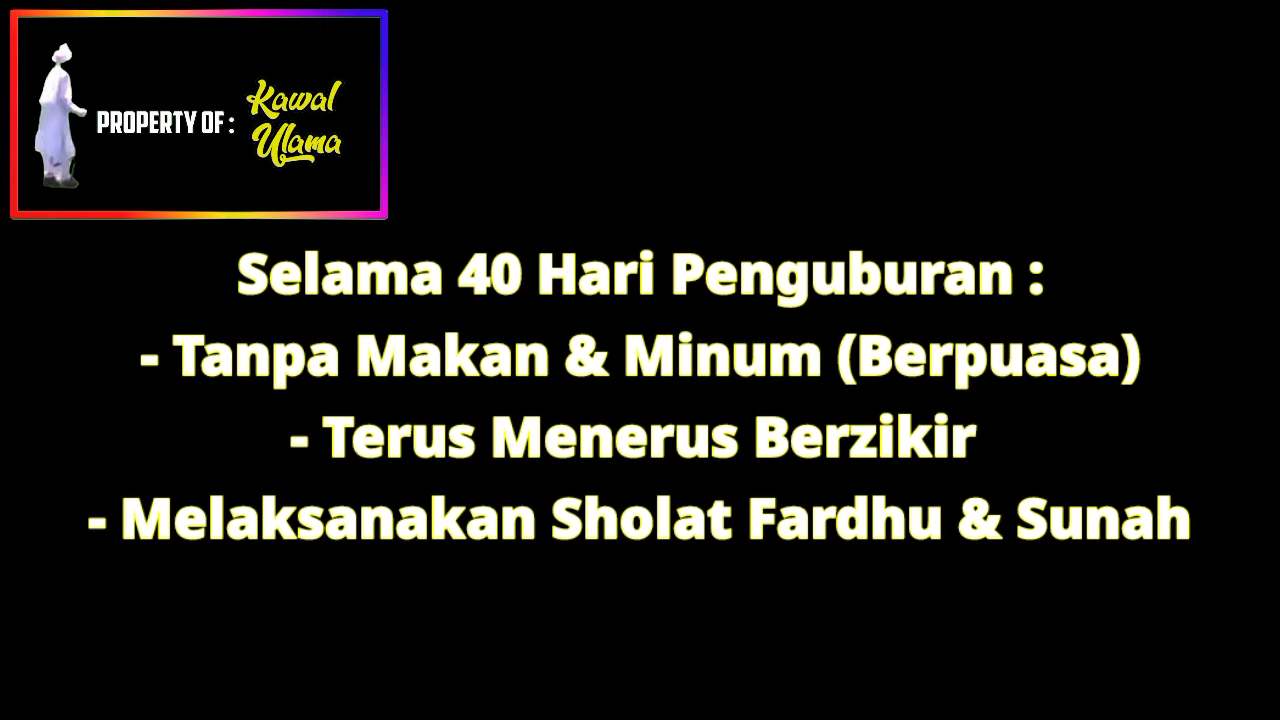 PROPERTY OF :
Kawal
Ulama
Selama 40 Hari Penguburan :
- Tanpa Makan & Minum (Berpuasa)
- Terus Menerus Berzikir
- Melaksanakan Sholat Fardhu & Sunah